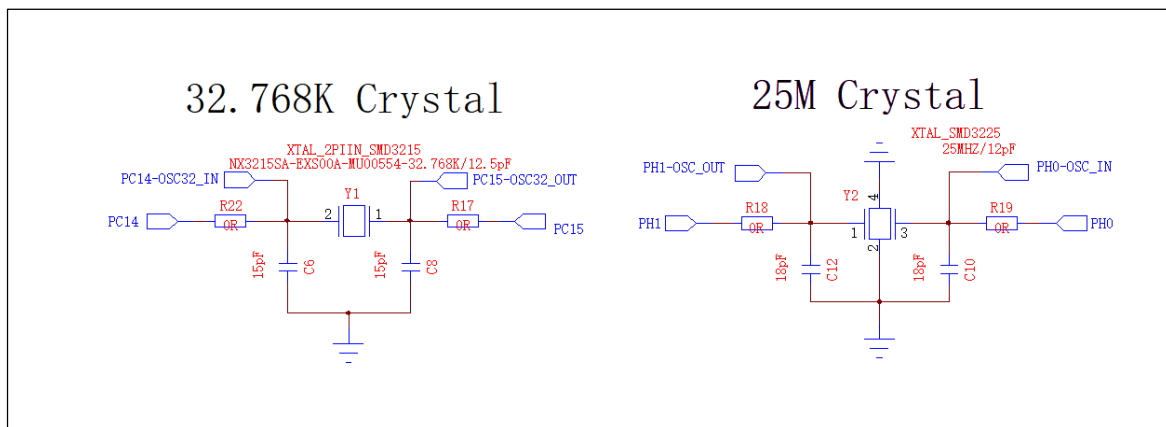 32.768K Crystal
XTAL_2PIIN_SMD3215
NX3215SA-EXS00A-MU00554-32.768K/12.5pF
PC14-OSC32_IN
PC15-OSC32_OUT
Y1
PC14
R22
0R
2
1
R17
0R
PC15
15pF
C6
15pF
C8
25M Crystal
XTAL_SMD3225
25MHZ/12pF
PH1-OSC_OUT
PH0-OSC_IN
Y2
4
PH1
R18
0R
1
3
R19
0R
PH0
2
18pF
C12
18pF
C10